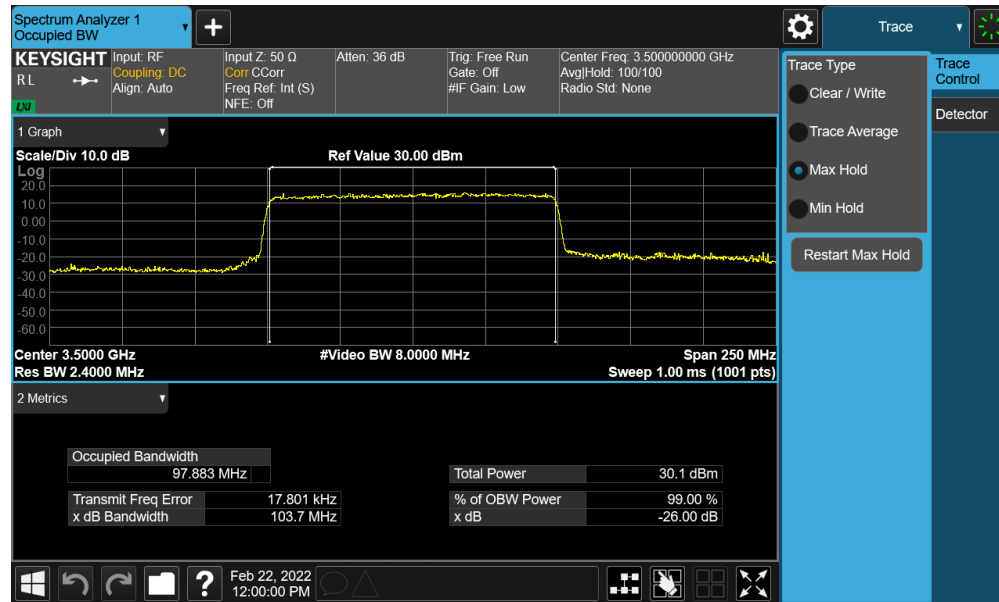 Spectrum Analyzer 1
Occupied BW
+
Trace
KEYSIGHT
R L
LXI
Input: RF
Coupling: DC
Align: Auto
Input Z: 50 Ω
Corr CCorr
Freq Ref: Int (S)
NFE: Off
Atten: 36 dB
Trig: Free Run
Gate: Off
#IF Gain: Low
Center Freq: 3.500000000 GHz
Avg|Hold: 100/100
Radio Std: None
Trace Type
Clear / Write
Trace Average
Max Hold
Min Hold
Restart Max Hold
Trace
Control
Detector
1 Graph
Scale/Div 10.0 dB
Ref Value 30.00 dBm
Log
20.0
10.0
0.00
-10.0
-20.0
-30.0
-40.0
-50.0
-60.0
Center 3.5000 GHz
#Video BW 8.0000 MHz
Span 250 MHz
Res BW 2.4000 MHz
Sweep 1.00 ms (1001 pts)
2 Metrics
Occupied Bandwidth
97.883 MHz
Total Power 30.1 dBm
Transmit Freq Error 17.801 kHz
% of OBW Power 99.00 %
x dB Bandwidth 103.7 MHz
x dB -26.00 dB
?
Feb 22, 2022
12:00:00 PM